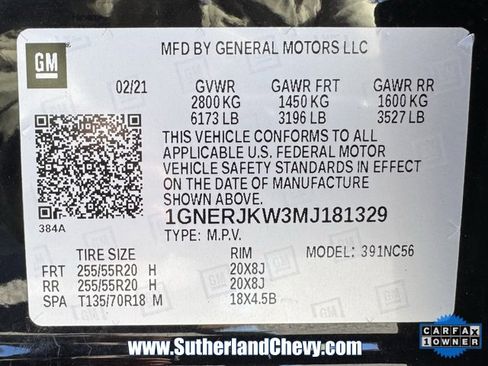 GM
MFD BY GENERAL MOTORS LLC
02/21 GVWR GAWR FRT GAWR RR
2800 KG 1450 KG 1600 KG
6173 LB 3196 LB 3527 LB
THIS VEHICLE CONFORMS TO ALL
APPLICABLE U.S. FEDERAL MOTOR
VEHICLE SAFETY STANDARDS IN EFFECT
ON THE DATE OF MANUFACTURE
SHOWN ABOVE.
384A
1GNERJKW3MJ181329
TYPE: M.P.V. MODEL: 391NC56
TIRE SIZE RIM
FRT 255/55R20 H 20X8J
RR 255/55R20 H 20X8J
SPA T135/70R18 M 18X4.5B
www.SutherlandChevy.com
CARFAX
1 OWNER